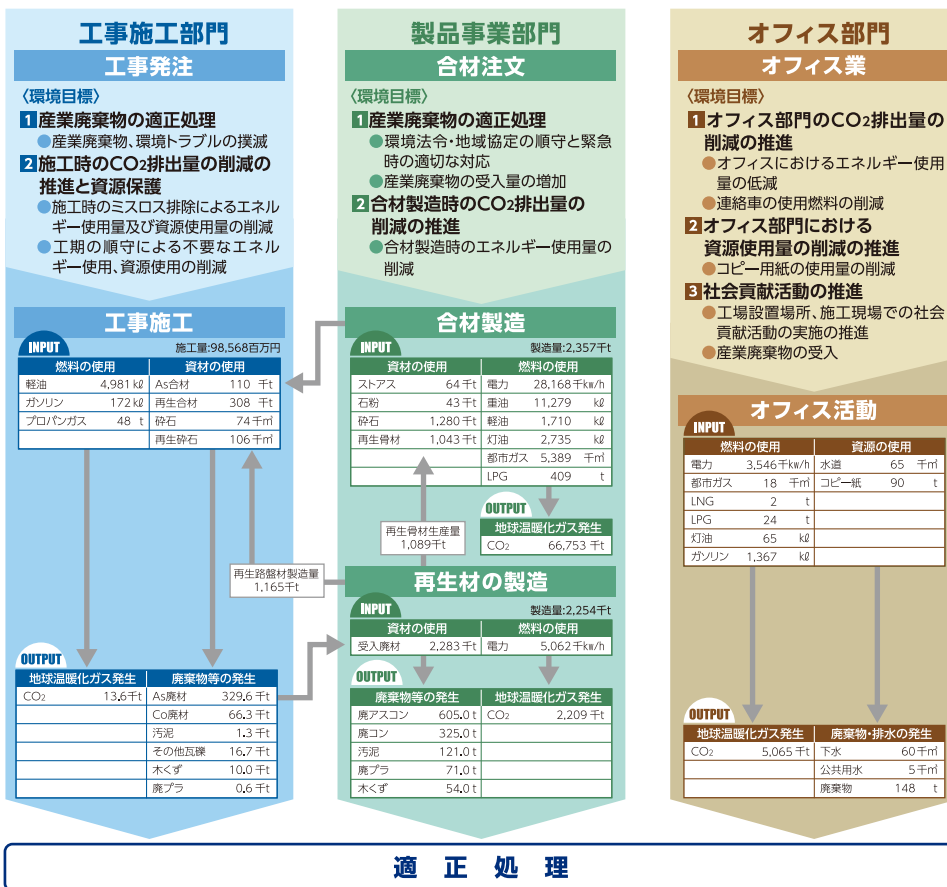 工事施工部門
工事発注
〈環境目標〉
1 産業廃棄物の適正処理
●産業廃棄物、環境トラブルの撲滅
2 施工時のCO2排出量の削減の
推進と資源保護
●施工時のミスロス排除によるエネル
ギー使用量及び資源使用量の削減
●工期の順守による不要なエネル
ギー使用、資源使用の削減
工事施工
INPUT
施工量:98,568百万円
燃料の使用 資材の使用
軽油 4,981 kℓ As合材 110 千t
ガソリン 172 kℓ 再生合材 308 千t
プロパンガス 48 t 砕石 74 千㎥
再生砕石 106 千㎥
再生路盤材製造量
1,165千t
OUTPUT
地球温暖化ガス発生 廃棄物等の発生
CO2 13.6千t As廃材 329.6 千t
Co廃材 66.3 千t
汚泥 1.3 千t
その他瓦礫 16.7 千t
木くず 10.0 千t
廃プラ 0.6 千t
製品事業部門
合材注文
〈環境目標〉
1 産業廃棄物の適正処理
●環境法令・地域協定の順守と緊急
時の適切な対応
●産業廃棄物の受入量の増加
2 合材製造時のCO2排出量の
削減の推進
●合材製造時のエネルギー使用量の
削減
合材製造
INPUT
製造量:2,357千t
資材の使用 燃料の使用
ストアス 64 千t 電力 28,168 千kw/h
石粉 43 千t 重油 11,279 kℓ
砕石 1,280 千t 軽油 1,710 kℓ
再生骨材 1,043 千t 灯油 2,735 kℓ
都市ガス 5,389 千㎥
LPG 409 t
OUTPUT
地球温暖化ガス発生
CO2 66,753 千t
再生骨材生産量
1,089千t
再生材の製造
INPUT
製造量:2,254千t
資材の使用 燃料の使用
受入廃材 2,283 千t 電力 5,062 千kw/h
OUTPUT
廃棄物等の発生 地球温暖化ガス発生
廃アスコン 605.0 t CO2 2,209 千t
廃コン 325.0 t
汚泥 121.0 t
廃プラ 71.0 t
木くず 54.0 t
オフィス部門
オフィス業
〈環境目標〉
1 オフィス部門のCO2排出量の
削減の推進
●オフィスにおけるエネルギー使用
量の低減
●連絡車の使用燃料の削減
2 オフィス部門における
資源使用量の削減の推進
●コピー用紙の使用量の削減
3 社会貢献活動の推進
●工場設置場所、施工現場での社会
貢献活動の実施の推進
●産業廃棄物の受入
オフィス活動
INPUT
燃料の使用 資源の使用
電力 3,546 千kw/h 水道 65 千㎥
都市ガス 18 千㎥ コピー紙 90 t
LNG 2 t
LPG 24 t
灯油 65 kℓ
ガソリン 1,367 kℓ
OUTPUT
地球温暖化ガス発生 廃棄物・排水の発生
CO2 5,065 千t 下水 60 千㎥
公共用水 5 千㎥
廃棄物 148 t
適正処理